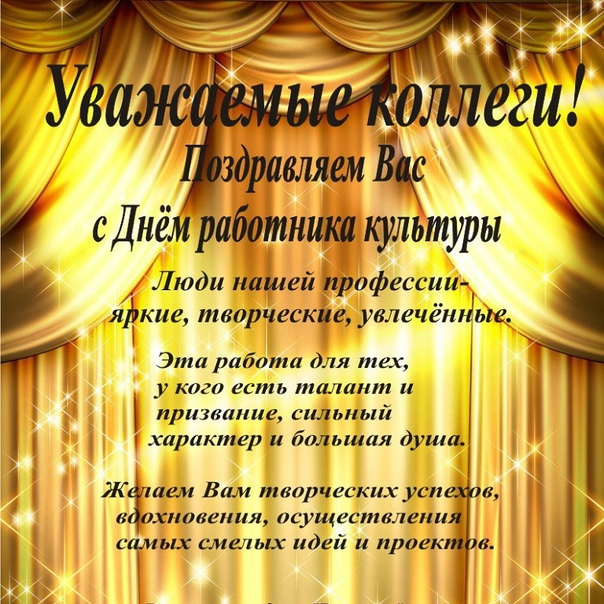 Уважаемые коллеги!
Поздравляем Вас
с Днём работника культуры
Люди нашей профессии-
яркие, творческие, увлечённые.
Эта работа для тех,
у кого есть талант и
призвание, сильный
характер и большая душа.
Желаем Вам творческих успехов,
вдохновения, осуществления
самых смелых идей и проектов.